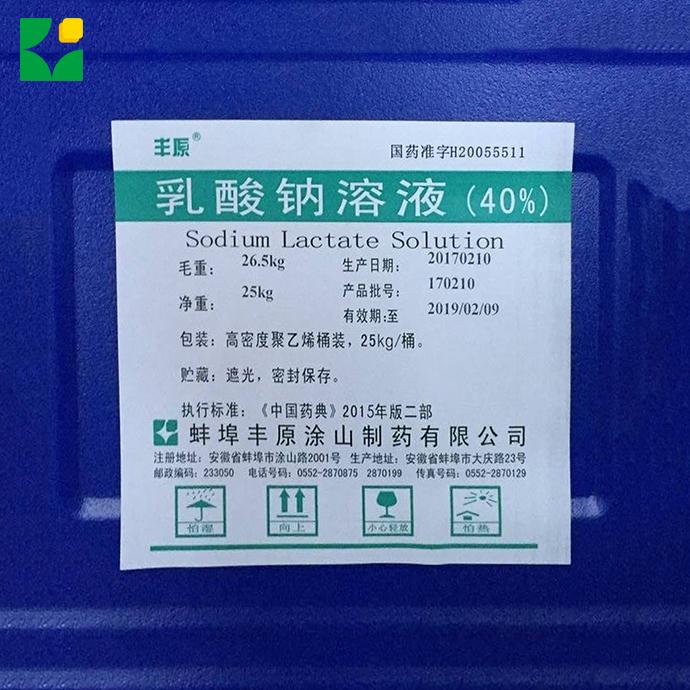 丰原®
国药准字H20055511
乳酸钠溶液(40%)
Sodium Lactate Solution
毛重: 26.5kg
生产日期: 20170210
净重: 25kg
产品批号: 170210
有效期:至 2019/02/09
包装: 高密度聚乙烯桶装, 25kg/桶。
贮藏: 遮光, 密封保存。
执行标准: 《中国药典》2015年版二部
蚌埠丰原涂山制药有限公司
注册地址: 安徽省蚌埠市涂山路2001号 生产地址: 安徽省蚌埠市大庆路23号
邮政编码: 233050 电话号码: 0552-2870875 2870199 传真号码: 0552-2870129
怕湿 向上 小心轻放 怕热